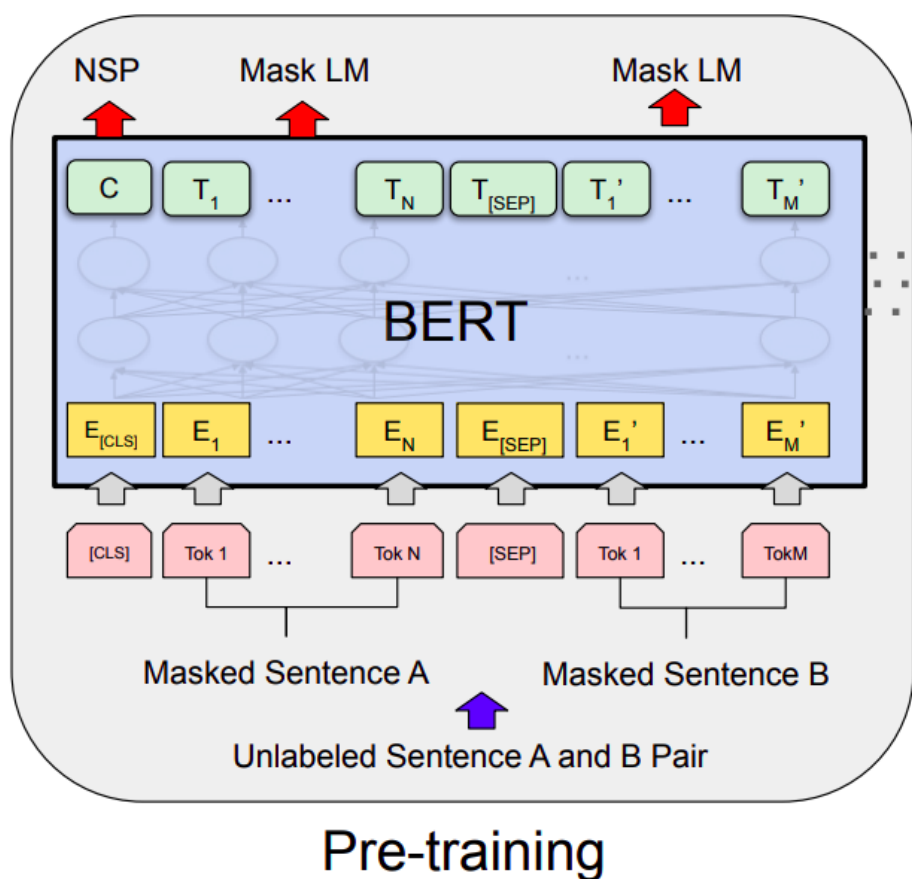 NSP Mask LM Mask LM
C T1 ... TN T[SEP] T1' ... TM'
...
BERT
...
E[CLS] E1 ... EN E[SEP] E1' ... EM'
[CLS] Tok 1 ... Tok N [SEP] Tok 1 ... TokM
Masked Sentence A Masked Sentence B
Unlabeled Sentence A and B Pair
Pre-training